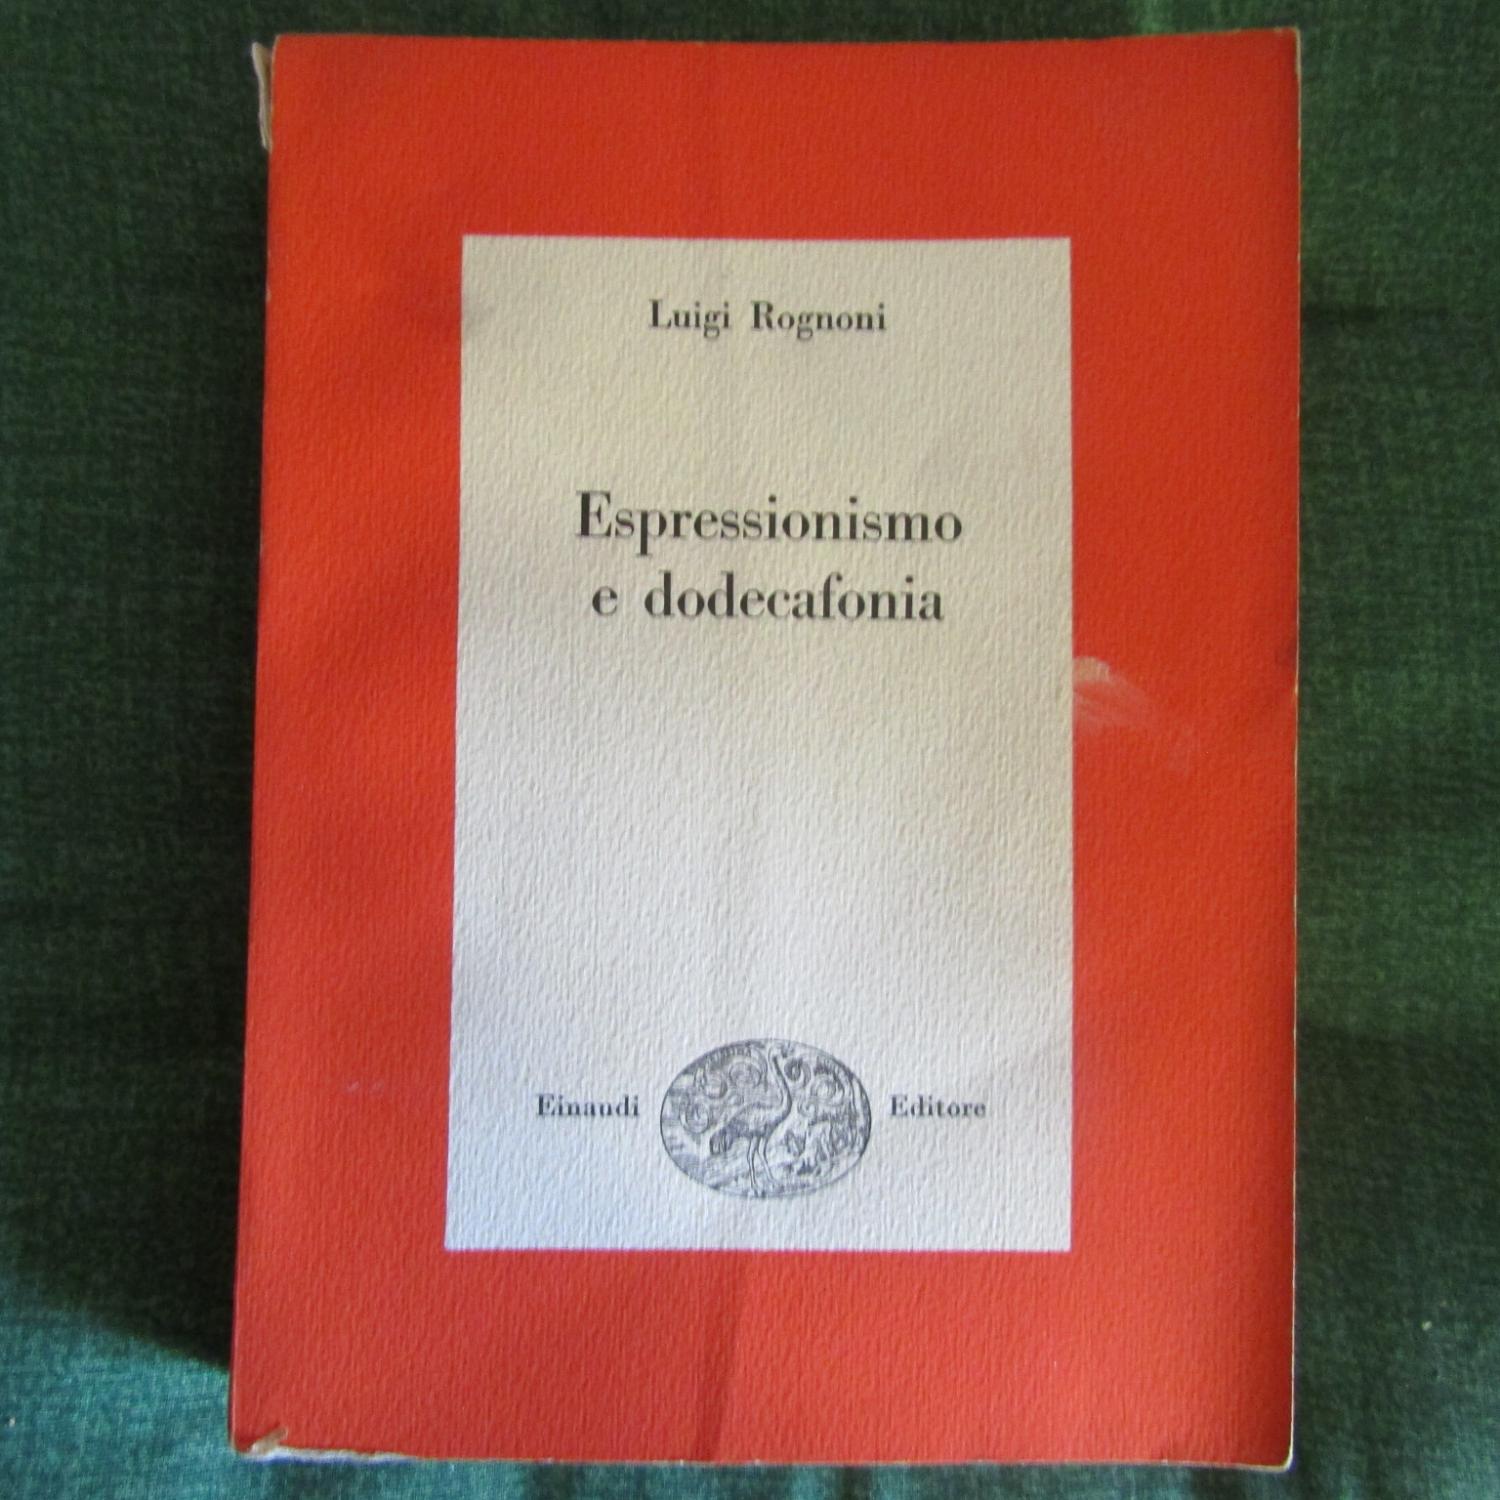 Luigi Rognoni
Espressionismo
e dodecafonia
Einaudi Editore